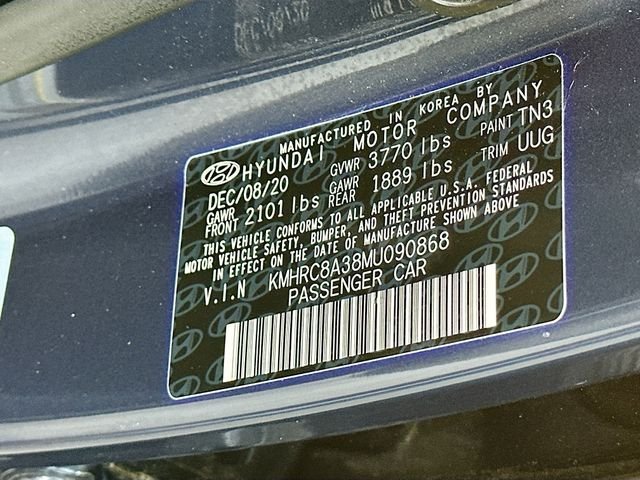 MANUFACTURED IN KOREA BY
HYUNDAI MOTOR COMPANY
DEC/08/20 GVWR 3770 lbs PAINT TN3
GAWR FRONT 2101 lbs GAWR REAR 1889 lbs TRIM UUG
THIS VEHICLE CONFORMS TO ALL APPLICABLE U.S.A. FEDERAL
MOTOR VEHICLE SAFETY, BUMPER, AND THEFT PREVENTION STANDARDS
IN EFFECT ON THE DATE OF MANUFACTURE SHOWN ABOVE
V.I.N KMHRC8A38MU090868
PASSENGER CAR